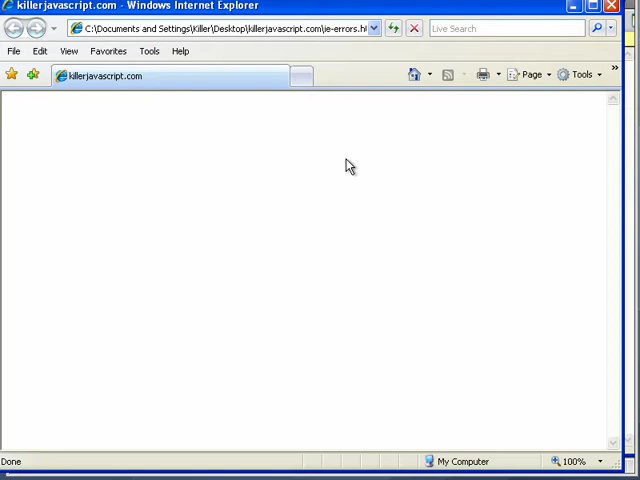 killerjavascript.com - Windows Internet Explorer
C:\Documents and Settings\Killer\Desktop\killerjavascript.com\ie-errors.ht
Live Search
File Edit View Favorites Tools Help
killerjavascript.com
Page Tools »
Done
My Computer
100%